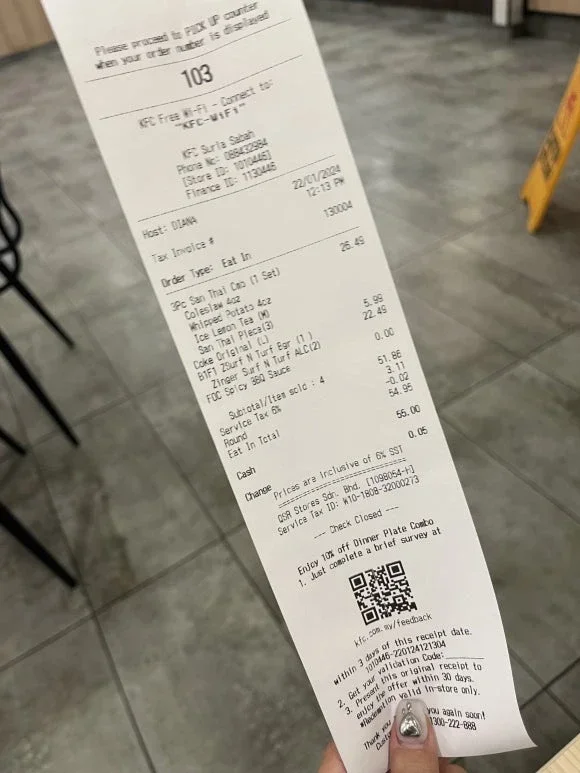 Please proceed to PICK UP counter
when your order number is displayed
103
KFC Free Wi-Fi - Connect to:
"KFC-WiFi"
KFC Suria Sabah
Phone No: 088432984
[Store ID: 1010446]
Finance ID: 1130446
22/01/2024
Host: DIANA 12:13 PM
Tax Invoice # 130004
Order Type: Eat In
3Pc San Thai Cmb (1 Set) 26.49
Coleslaw 4oz
Whipped Potato 4oz
Ice Lemon Tea (M)
San Thai Piece(3)
Coke Original (L) 5.99
B1F1 ZSurf N Turf Bgr (1 ) 22.49
Zinger Surf N Turf ALC(2)
FOC Spicy BBQ Sauce 0.00
Subtotal/Item sold : 4 51.86
Service Tax 6% 3.11
Round -0.02
Eat In Total 54.95
Cash 55.00
Change 0.05
Prices are inclusive of 6% SST
QSR Stores Sdn. Bhd. [1098054-H]
Service Tax ID: W10-1808-32000273
--- Check Closed ---
Enjoy 10% off Dinner Plate Combo
1. Just complete a brief survey at
kfc.com.my/feedback
within 3 days of this receipt date.
1010446-220124121304
2. Get your validation Code:
3. Present this original receipt to
enjoy the offer within 30 days.
*Redemption valid in-store only.
Thank you you again soon!
1300-222-888